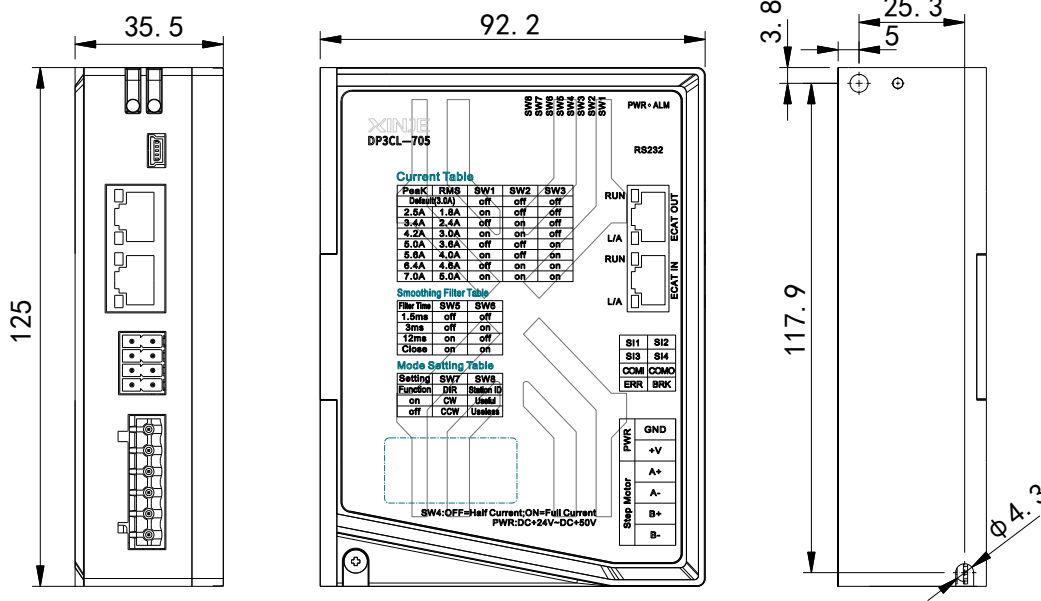 35.5
92.2
3.8
25.3
5
125
117.9
φ4.3
XINJE
DP3CL—705
SW8
SW7
SW6
SW5
SW4
SW3
SW2
SW1
PWR ALM
RS232
Current Table
PeaK RMS SW1 SW2 SW3
Default(3.0A) off off off
2.5A 1.8A on off off
3.4A 2.4A off on off
4.2A 3.0A on on off
5.0A 3.6A off off on
5.6A 4.0A on off on
6.4A 4.6A off on on
7.0A 5.0A on on on
RUN
L/A
ECAT OUT
RUN
L/A
ECAT IN
Smoothing Filter Table
Filter Time SW5 SW6
1.5ms off off
3ms off on
12ms on off
Close on on
Mode Setting Table
Setting SW7 SW8
Function DIR Station ID
on CW Useful
off CCW Useless
SI1 SI2
SI3 SI4
COMI COMO
ERR BRK
PWR
GND
+V
Step Motor
A+
A-
B+
B-
SW4:OFF=Half Current;ON=Full Current
PWR:DC+24V~DC+50V